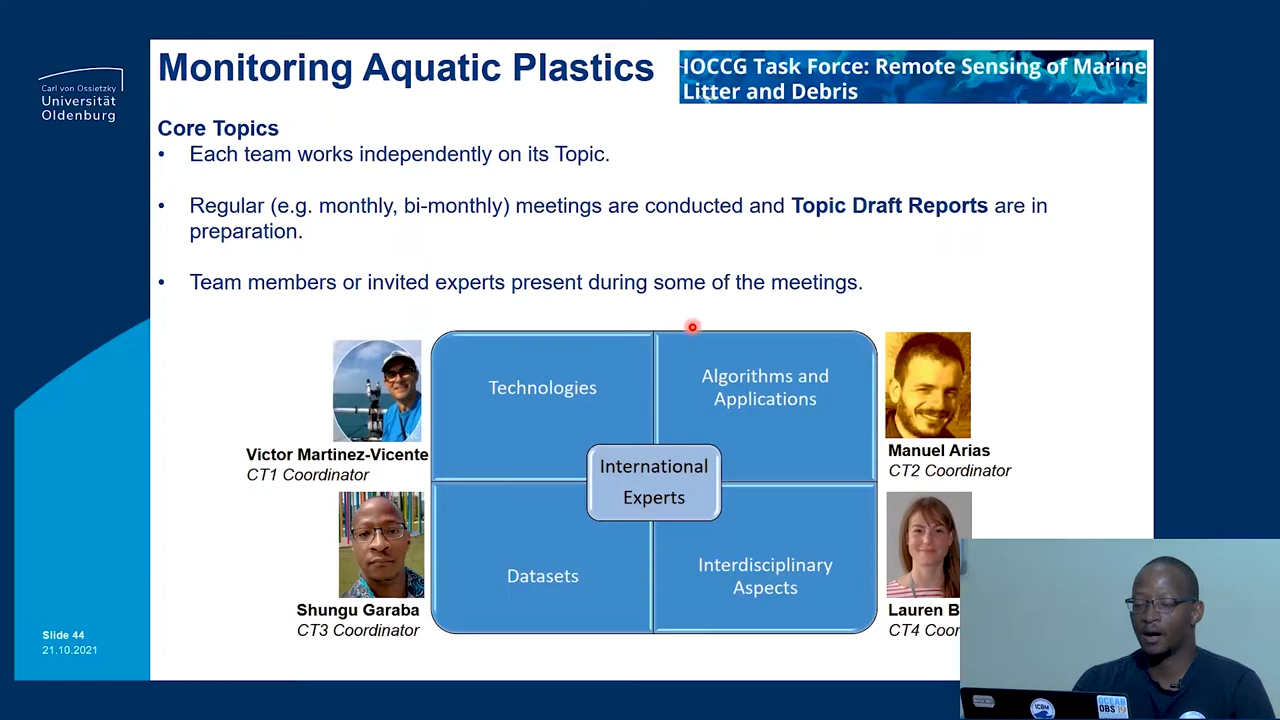 Monitoring Aquatic Plastics
IOCCG Task Force: Remote Sensing of Marine
Litter and Debris
Carl von Ossietzky
Universität
Oldenburg
Core Topics
• Each team works independently on its Topic.
• Regular (e.g. monthly, bi-monthly) meetings are conducted and Topic Draft Reports are in
preparation.
• Team members or invited experts present during some of the meetings.
Technologies
Algorithms and
Applications
International
Experts
Datasets
Interdisciplinary
Aspects
Victor Martinez-Vicente
CT1 Coordinator
Manuel Arias
CT2 Coordinator
Shungu Garaba
CT3 Coordinator
Lauren B
CT4 Coor
Slide 44
21.10.2021
ICBM
OCEAN
OBS'19